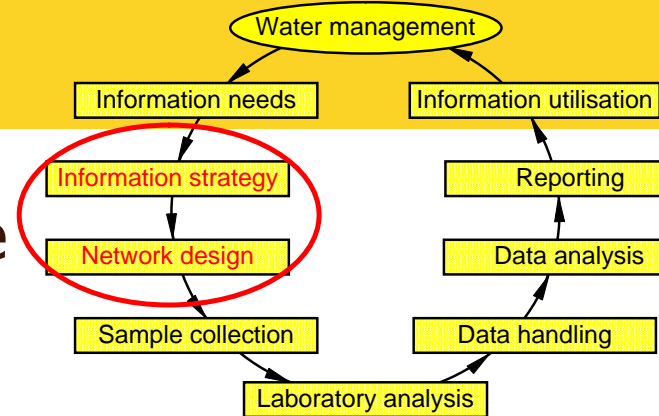 Water management
Information needs
Information utilisation
Information strategy
Reporting
e
Network design
Data analysis
Sample collection
Data handling
Laboratory analysis